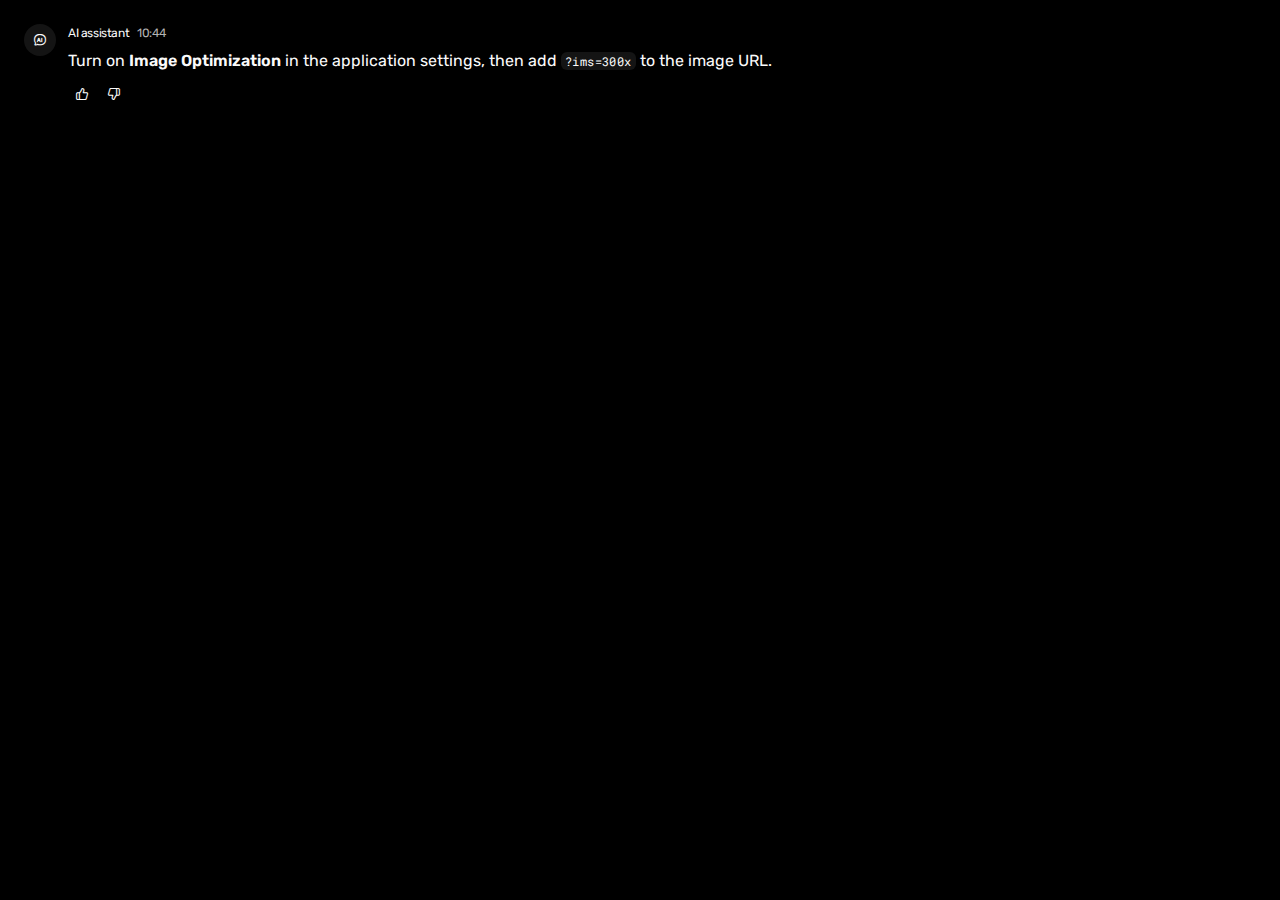 AI
AI assistant 10:44
Turn on Image Optimization in the application settings, then add ?ims=300x to the image URL.